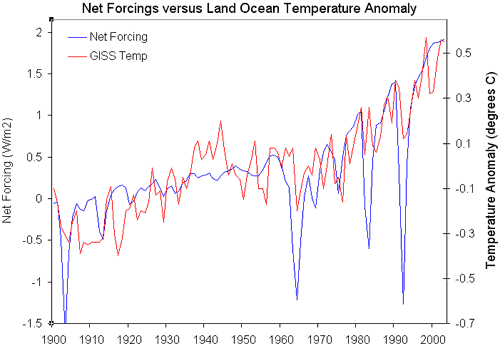 Net Forcings versus Land Ocean Temperature Anomaly
Net Forcing
GISS Temp
Net Forcing (W/m2)
2
1.5
1
0.5
0
-0.5
-1
-1.5
0.5
0.3
0.1
-0.1
-0.3
-0.5
-0.7
Temperature Anomaly (degrees C)
1900 1910 1920 1930 1940 1950 1960 1970 1980 1990 2000